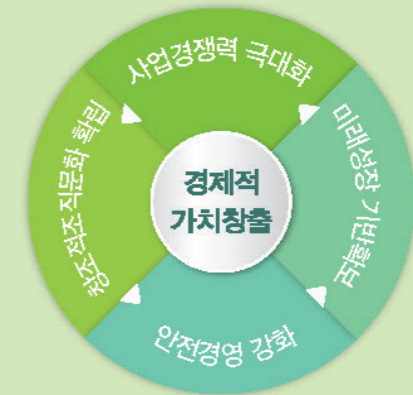 사업경쟁력 극대화
미래성장 기반확보
안전경영 강화
창조적조직문화 확립
경제적
가치창출